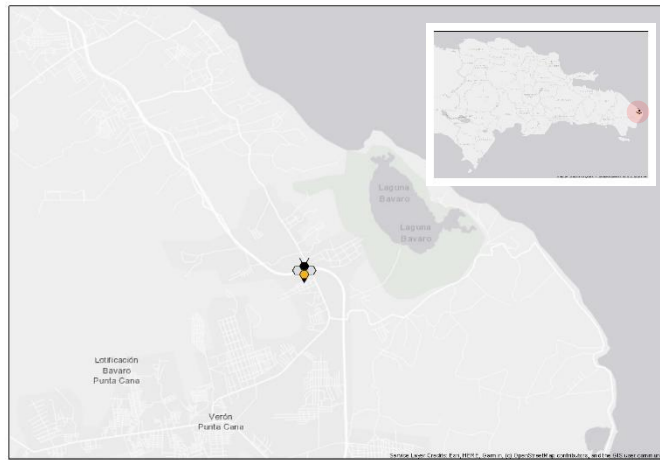 Laguna
Bavaro
Laguna
Bavaro
Lotificación
Bavaro
Punta Cana
Verón
Punta Cana
Service Layer Credits: Esri, HERE, Garmin, (c) OpenStreetMap contributors, and the GIS user commun